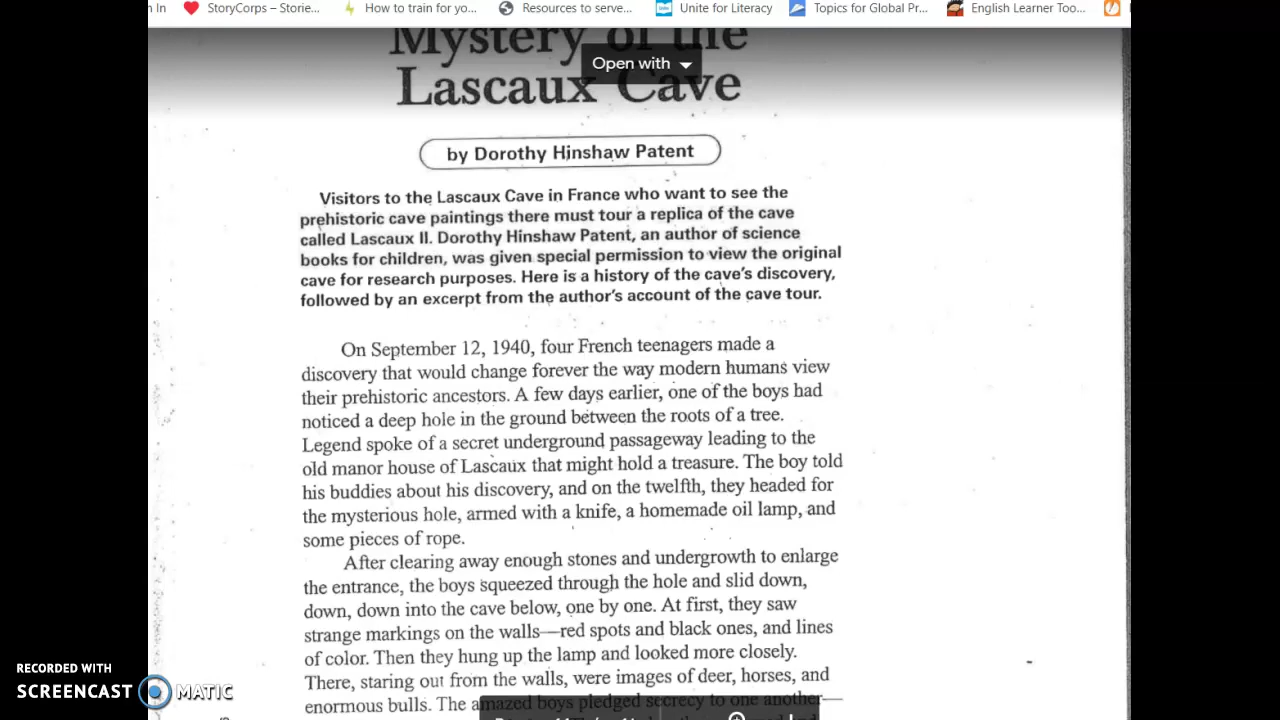 n In StoryCorps – Storie... How to train for yo... Resources to serve... Unite for Literacy Topics for Global Pr... English Learner Too...
Mystery of the
Open with
Lascaux Cave
by Dorothy Hinshaw Patent
Visitors to the Lascaux Cave in France who want to see the
prehistoric cave paintings there must tour a replica of the cave
called Lascaux II. Dorothy Hinshaw Patent, an author of science
books for children, was given special permission to view the original
cave for research purposes. Here is a history of the cave's discovery,
followed by an excerpt from the author's account of the cave tour.
On September 12, 1940, four French teenagers made a
discovery that would change forever the way modern humans view
their prehistoric ancestors. A few days earlier, one of the boys had
noticed a deep hole in the ground between the roots of a tree.
Legend spoke of a secret underground passageway leading to the
old manor house of Lascaux that might hold a treasure. The boy told
his buddies about his discovery, and on the twelfth, they headed for
the mysterious hole, armed with a knife, a homemade oil lamp, and
some pieces of rope.
After clearing away enough stones and undergrowth to enlarge
the entrance, the boys squeezed through the hole and slid down,
down, down into the cave below, one by one. At first, they saw
strange markings on the walls—red spots and black ones, and lines
of color. Then they hung up the lamp and looked more closely.
There, staring out from the walls, were images of deer, horses, and
enormous bulls. The amazed boys pledged secrecy to one another—
RECORDED WITH
SCREENCAST MATIC